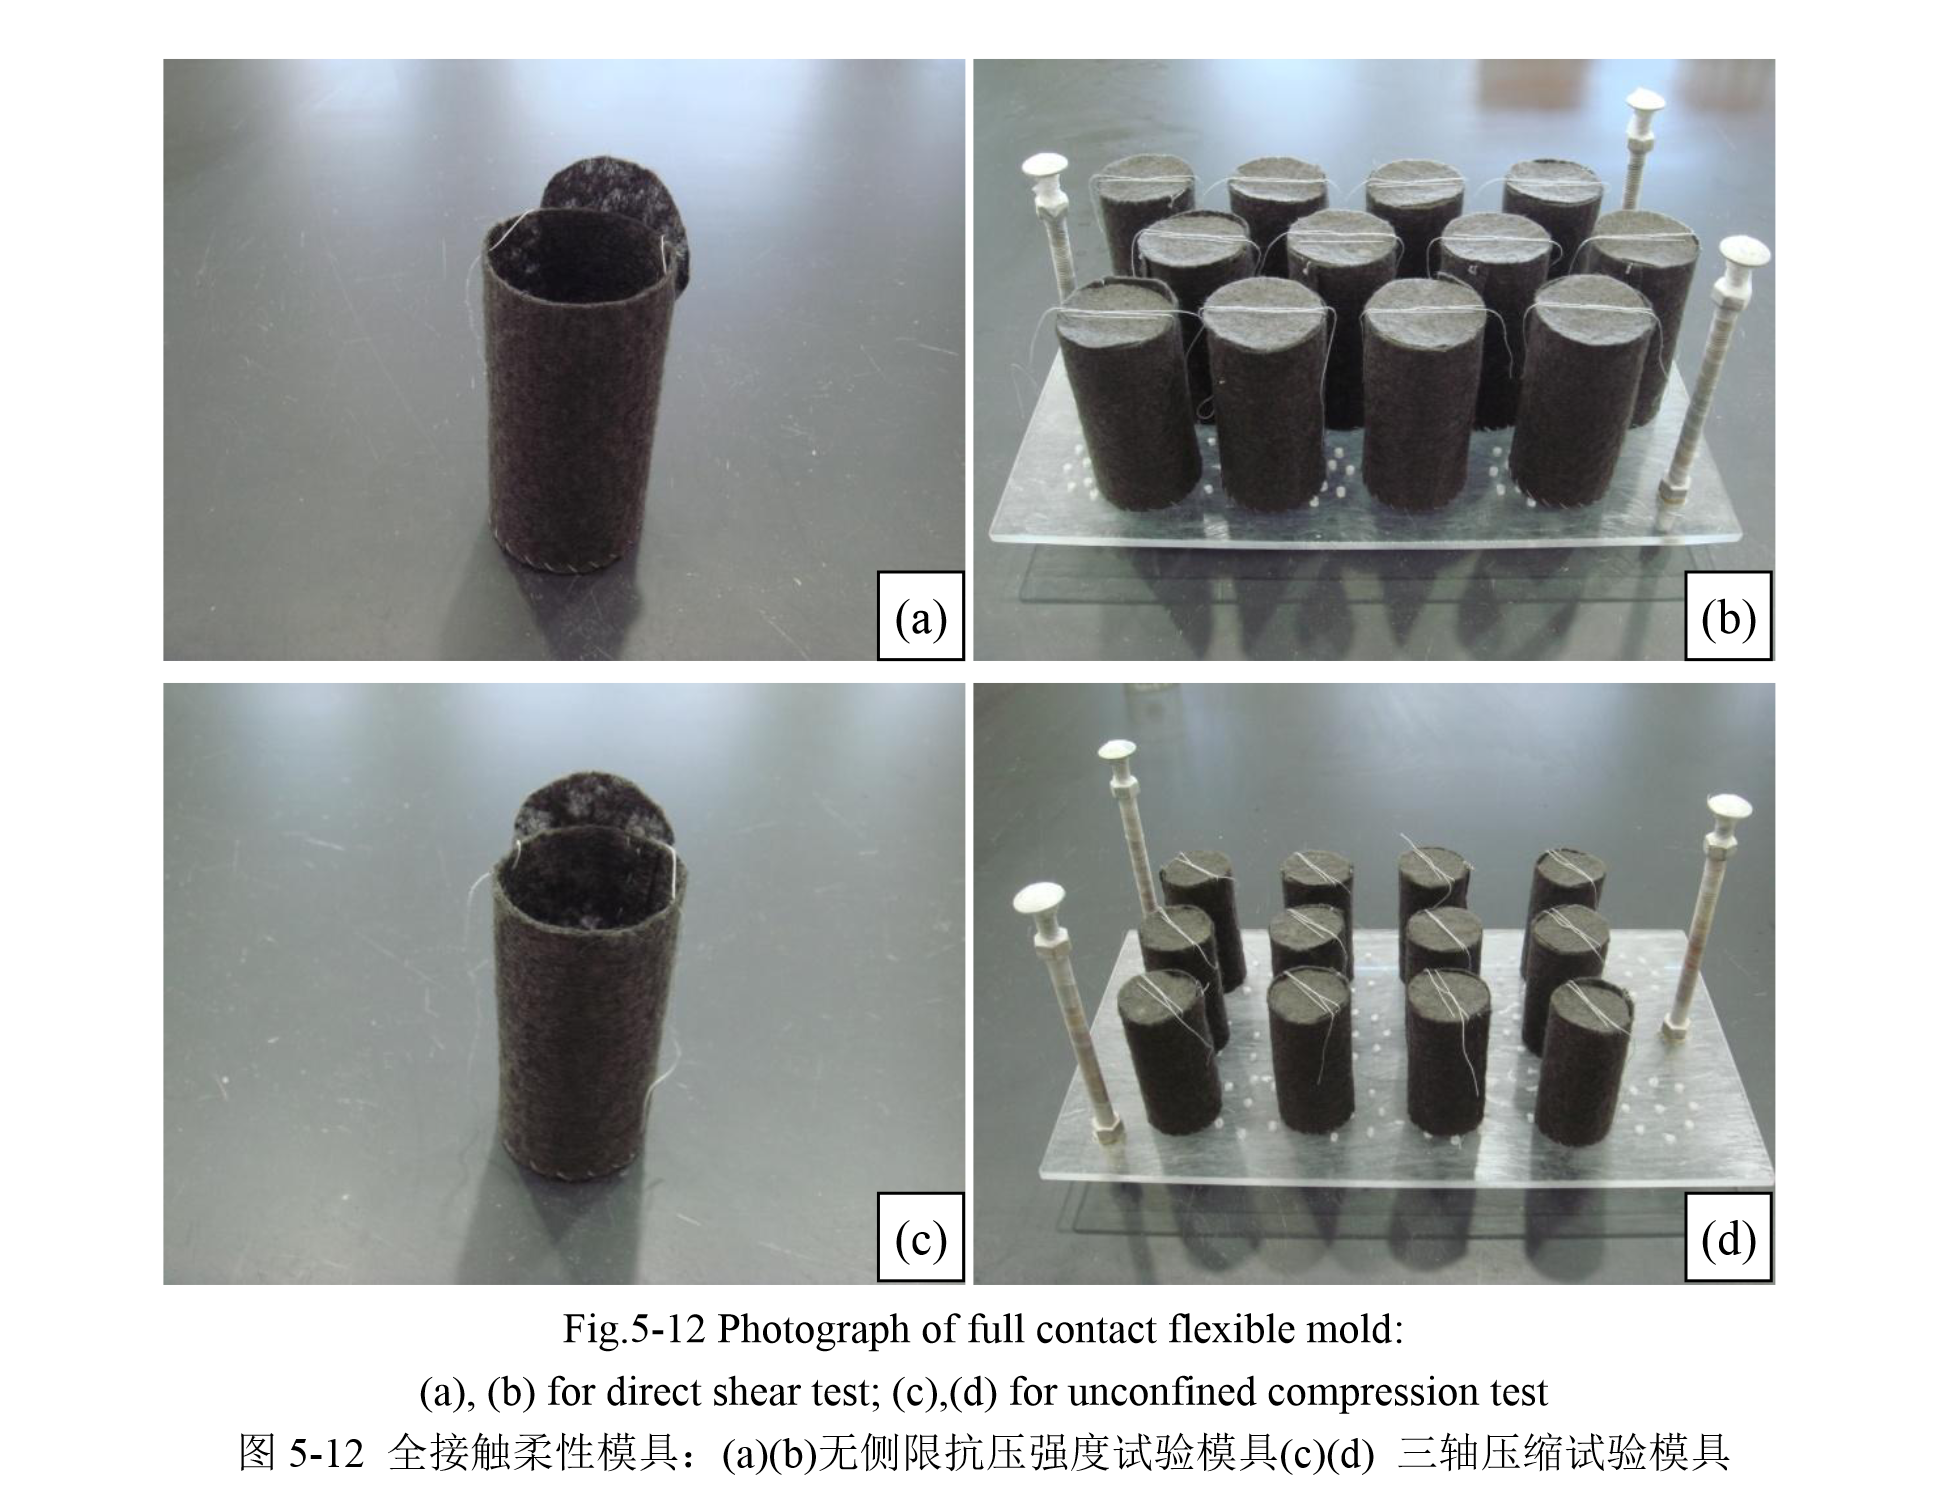 (a)
(b)
(c)
(d)
Fig.5-12 Photograph of full contact flexible mold:
(a), (b) for direct shear test; (c),(d) for unconfined compression test
图 5-12 全接触柔性模具：(a)(b)无侧限抗压强度试验模具(c)(d) 三轴压缩试验模具